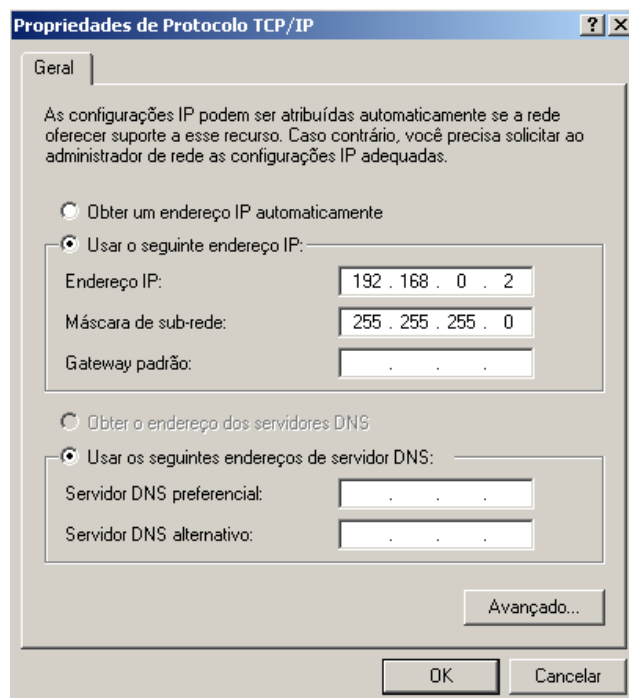 Propriedades de Protocolo TCP/IP
Geral
As configurações IP podem ser atribuídas automaticamente se a rede
oferecer suporte a esse recurso. Caso contrário, você precisa solicitar ao
administrador de rede as configurações IP adequadas.
Obter um endereço IP automaticamente
Usar o seguinte endereço IP:
Endereço IP: 192 . 168 . 0 . 2
Máscara de sub-rede: 255 . 255 . 255 . 0
Gateway padrão: . . .
Obter o endereço dos servidores DNS
Usar os seguintes endereços de servidor DNS:
Servidor DNS preferencial: . . .
Servidor DNS alternativo: . . .
Avançado...
OK Cancelar